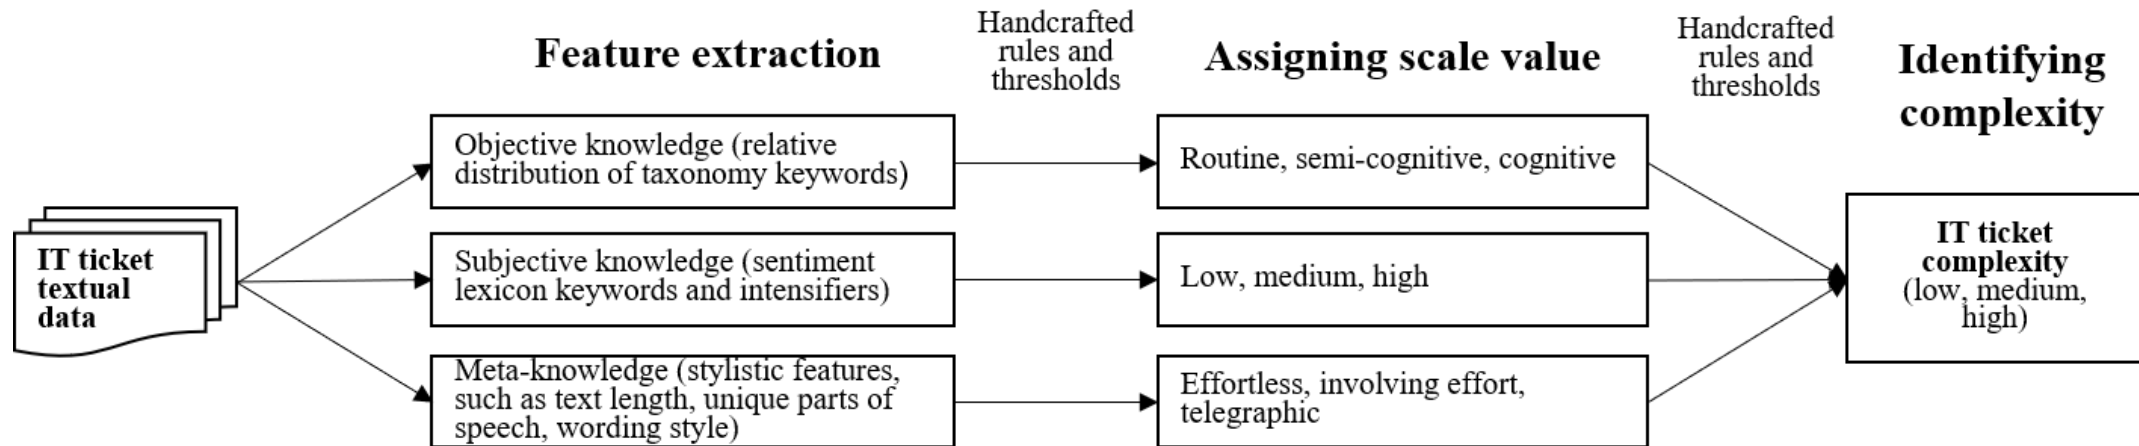 Feature extraction
Handcrafted
rules and
thresholds
Assigning scale value
Handcrafted
rules and
thresholds
Identifying
complexity
IT ticket
textual
data
Objective knowledge (relative
distribution of taxonomy keywords)
Routine, semi-cognitive, cognitive
Subjective knowledge (sentiment
lexicon keywords and intensifiers)
Low, medium, high
Meta-knowledge (stylistic features,
such as text length, unique parts of
speech, wording style)
Effortless, involving effort,
telegraphic
IT ticket
complexity
(low, medium,
high)